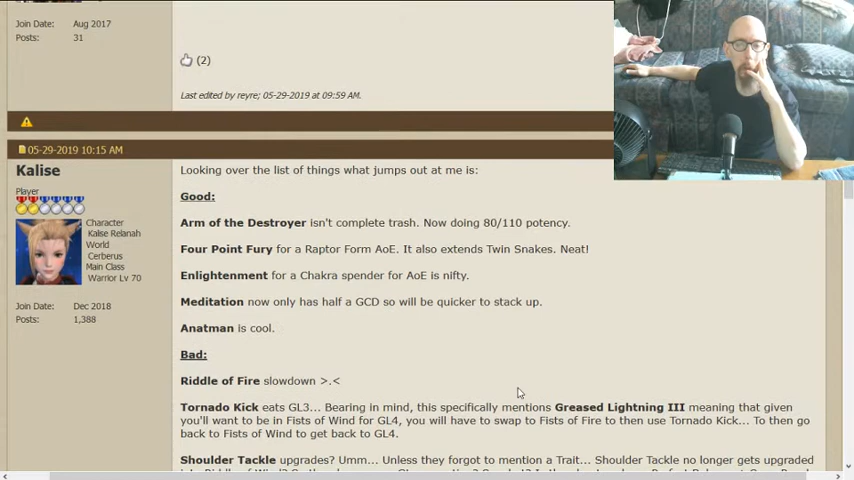 Join Date: Aug 2017
Posts: 31
(2)
Last edited by reyre; 05-29-2019 at 09:59 AM.
05-29-2019 10:15 AM
Kalise
Player
Character
Kalise Relanah
World
Cerberus
Main Class
Warrior Lv 70
Join Date: Dec 2018
Posts: 1,388
Looking over the list of things what jumps out at me is:
Good:
Arm of the Destroyer isn't complete trash. Now doing 80/110 potency.
Four Point Fury for a Raptor Form AoE. It also extends Twin Snakes. Neat!
Enlightenment for a Chakra spender for AoE is nifty.
Meditation now only has half a GCD so will be quicker to stack up.
Anatman is cool.
Bad:
Riddle of Fire slowdown >.<
Tornado Kick eats GL3... Bearing in mind, this specifically mentions Greased Lightning III meaning that given
you'll want to be in Fists of Wind for GL4, you will have to swap to Fists of Fire to then use Tornado Kick... To then go
back to Fists of Wind to get back to GL4.
Shoulder Tackle upgrades? Umm... Unless they forgot to mention a Trait... Shoulder Tackle no longer gets upgraded